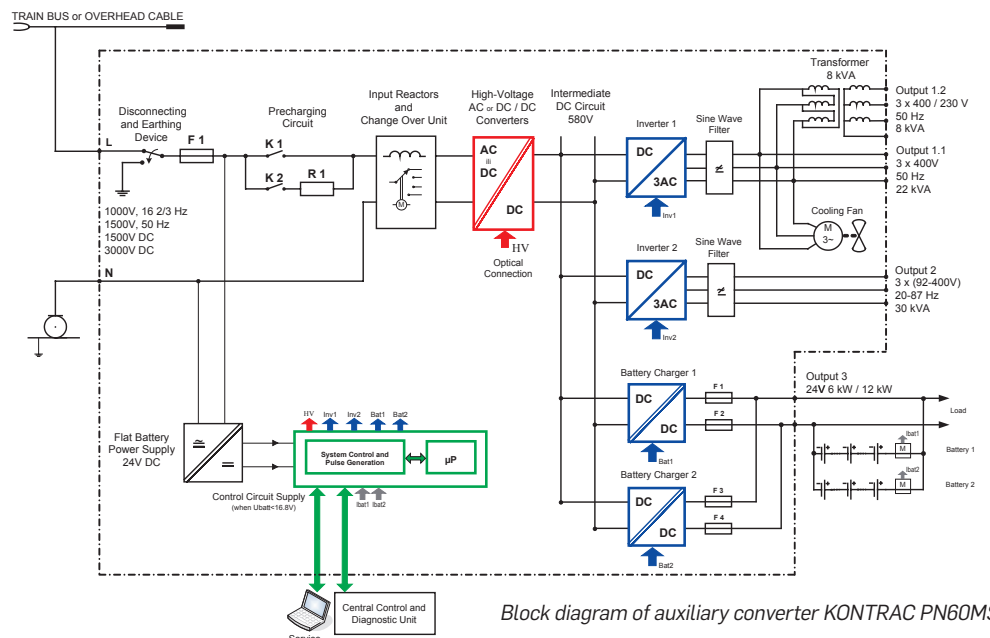 TRAIN BUS or OVERHEAD CABLE
Disconnecting
and Earthing
Device
L
F 1
1000V, 16 2/3 Hz
1500V, 50 Hz
1500V DC
3000V DC
N
Precharging
Circuit
K 1
K 2
R 1
Input Reactors
and
Change Over Unit
M
High-Voltage
AC or DC / DC
Converters
AC
ili
DC
DC
HV
Optical
Connection
Intermediate
DC Circuit
580V
Inverter 1
DC
3AC
Inv1
Sine Wave
Filter
≠
Transformer
8 kVA
Output 1.2
3 x 400 / 230 V
50 Hz
8 kVA
Output 1.1
3 x 400V
50 Hz
22 kVA
Cooling Fan
M
3~
Inverter 2
DC
3AC
Inv2
Sine Wave
Filter
≠
Output 2
3 x (92-400V)
20-87 Hz
30 kVA
Battery Charger 1
DC
DC
Bat1
F 1
F 2
Output 3
24V 6 kW / 12 kW
Load
Ibat1
M
Battery 1
Ibat2
M
Battery 2
Battery Charger 2
DC
DC
Bat2
F 3
F 4
Flat Battery
Power Supply
24V DC
HV Inv1 Inv2 Bat1 Bat2
System Control and
Pulse Generation
µP
Control Circuit Supply
(when Ubatt<16.8V)
Ibat1 Ibat2
Central Control and
Diagnostic Unit
Service
Block diagram of auxiliary converter KONTRAC PN60MS